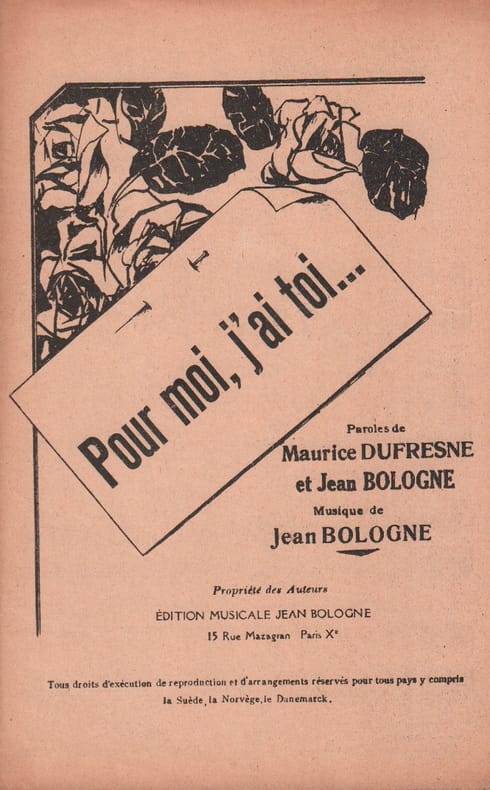 Pour moi, j'ai toi...
Paroles de
Maurice DUFRESNE
et Jean BOLOGNE
Musique de
Jean BOLOGNE
Propriété des Auteurs
ÉDITION MUSICALE JEAN BOLOGNE
15 Rue Mazagran Paris Xe
Tous droits d'exécution de reproduction et d'arrangements réservés pour tous pays y compris
la Suède, la Norvège, le Danemarck.